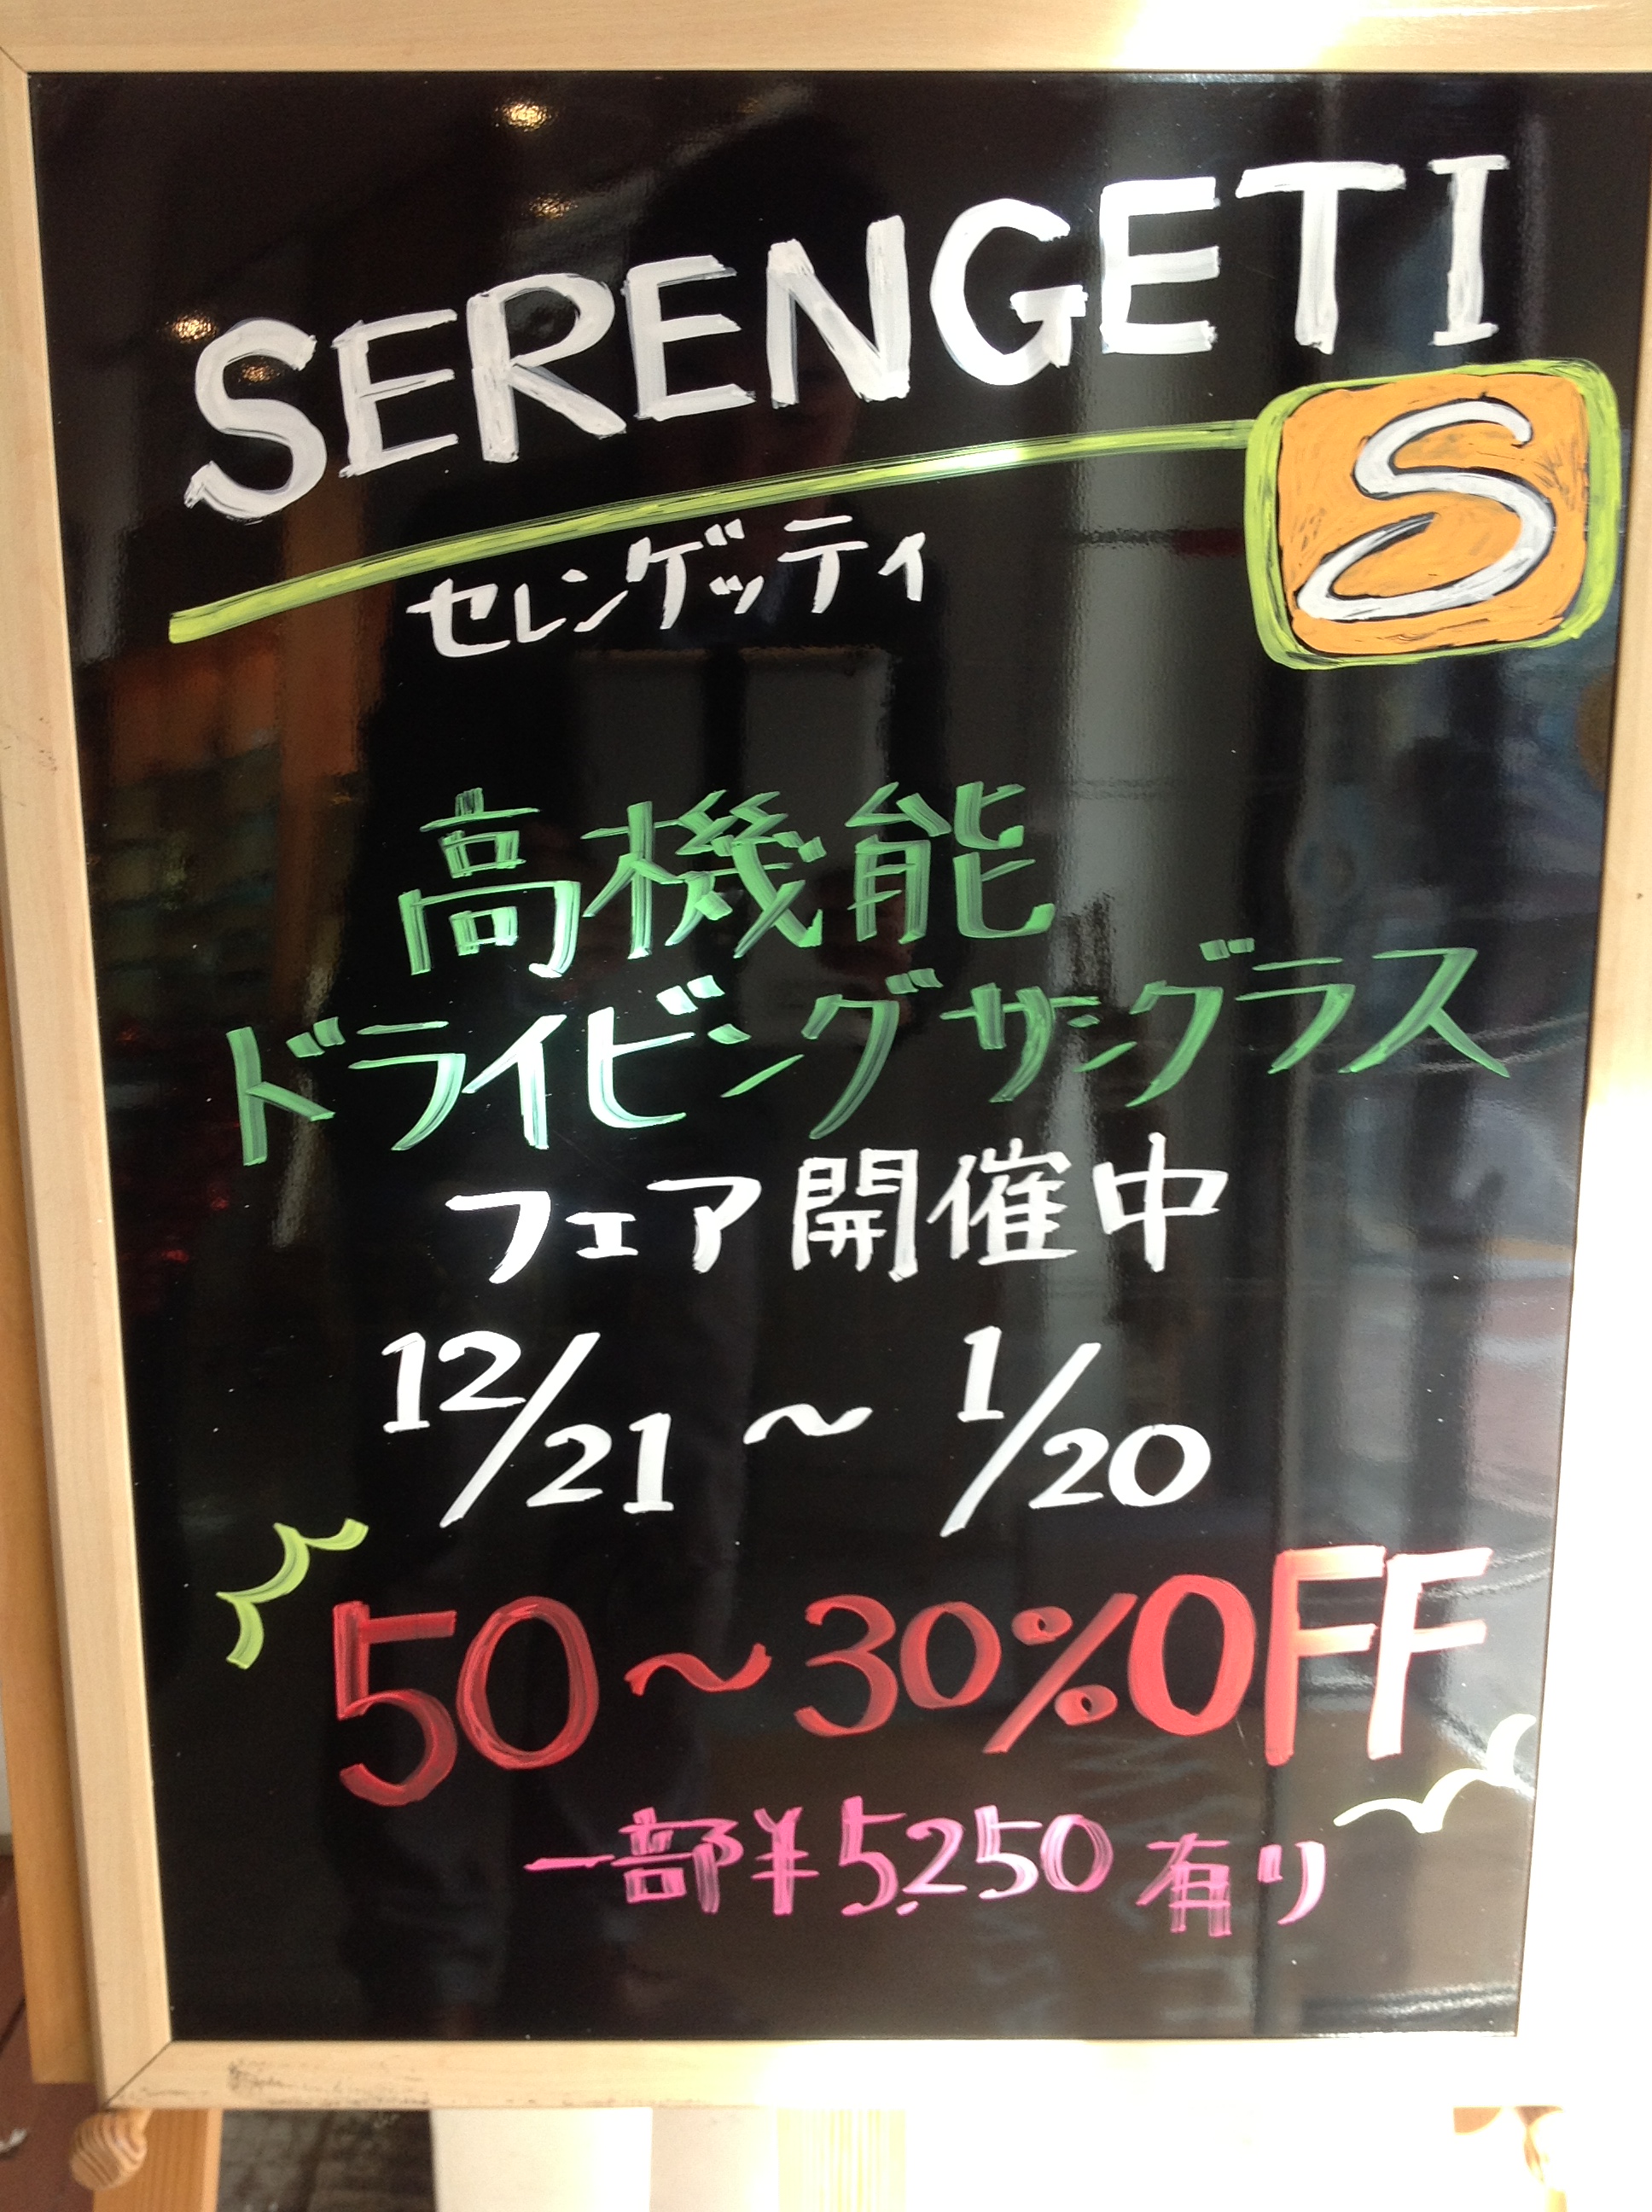 SERENGETI
S
セレンゲッティ
高機能
ドライビングサングラス
フェア開催中
12/21～1/20
50～30%OFF
一部¥5,250有り